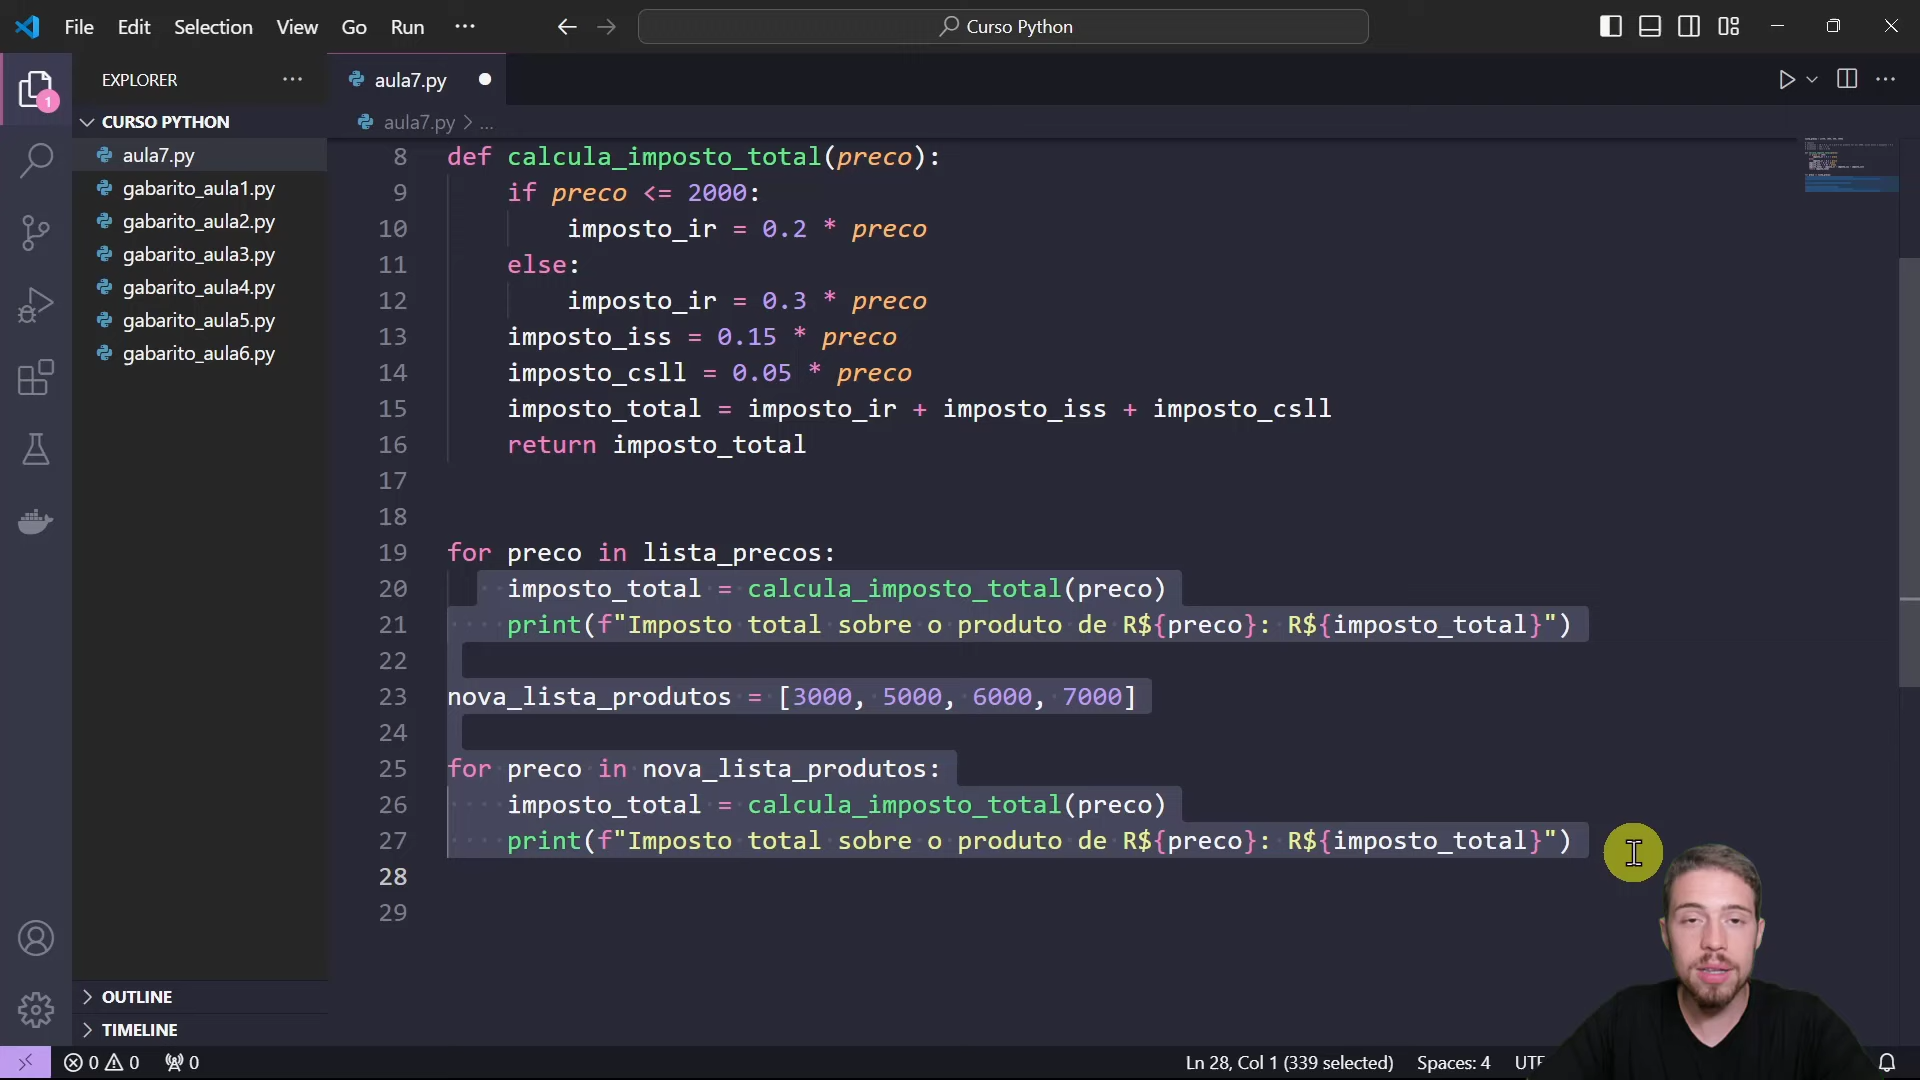 File Edit Selection View Go Run ··· Curso Python
EXPLORER ···
aula7.py
CURSO PYTHON
aula7.py > ...
1
aula7.py
gabarito_aula1.py
gabarito_aula2.py
gabarito_aula3.py
gabarito_aula4.py
gabarito_aula5.py
gabarito_aula6.py
8 def calcula_imposto_total(preco):
9 if preco <= 2000:
10 imposto_ir = 0.2 * preco
11 else:
12 imposto_ir = 0.3 * preco
13 imposto_iss = 0.15 * preco
14 imposto_csll = 0.05 * preco
15 imposto_total = imposto_ir + imposto_iss + imposto_csll
16 return imposto_total
17
18
19 for preco in lista_precos:
20 imposto_total = calcula_imposto_total(preco)
21 print(f"Imposto total sobre o produto de R${preco}: R${imposto_total}")
22
23 nova_lista_produtos = [3000, 5000, 6000, 7000]
24
25 for preco in nova_lista_produtos:
26 imposto_total = calcula_imposto_total(preco)
27 print(f"Imposto total sobre o produto de R${preco}: R${imposto_total}")
28
29
OUTLINE
TIMELINE
0 0 0 Ln 28, Col 1 (339 selected) Spaces: 4